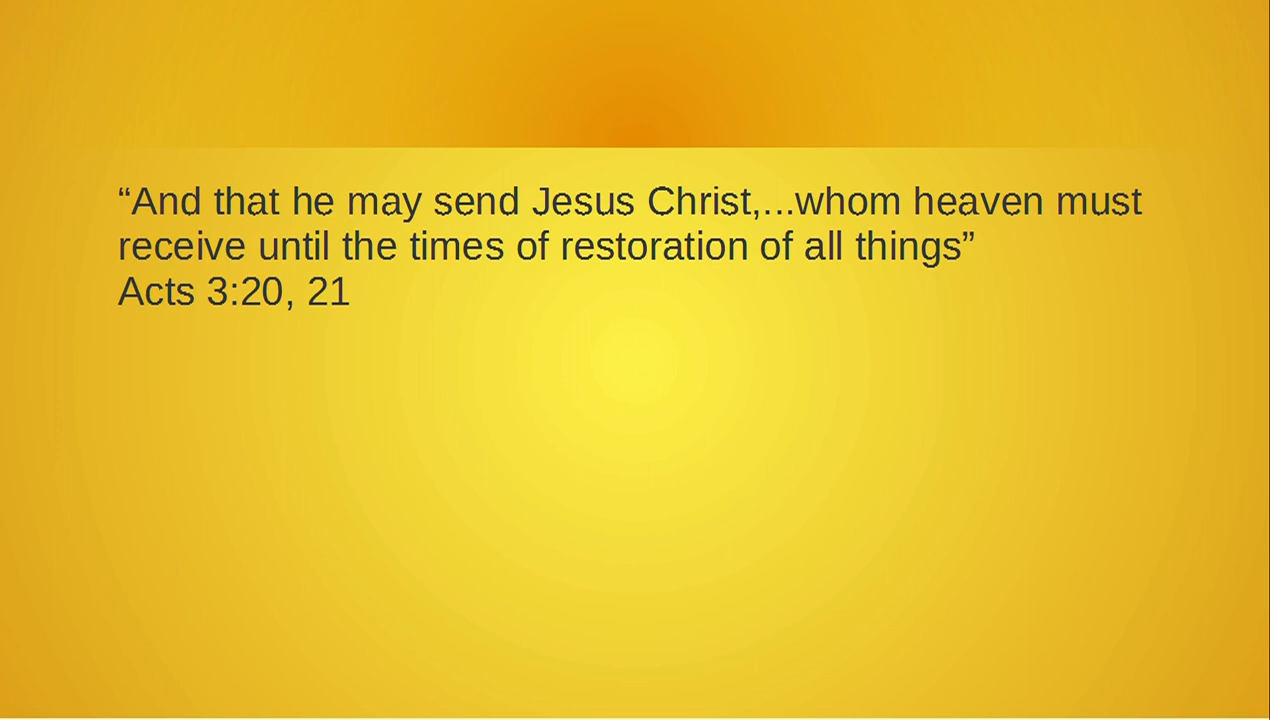 “And that he may send Jesus Christ,...whom heaven must
receive until the times of restoration of all things”
Acts 3:20, 21